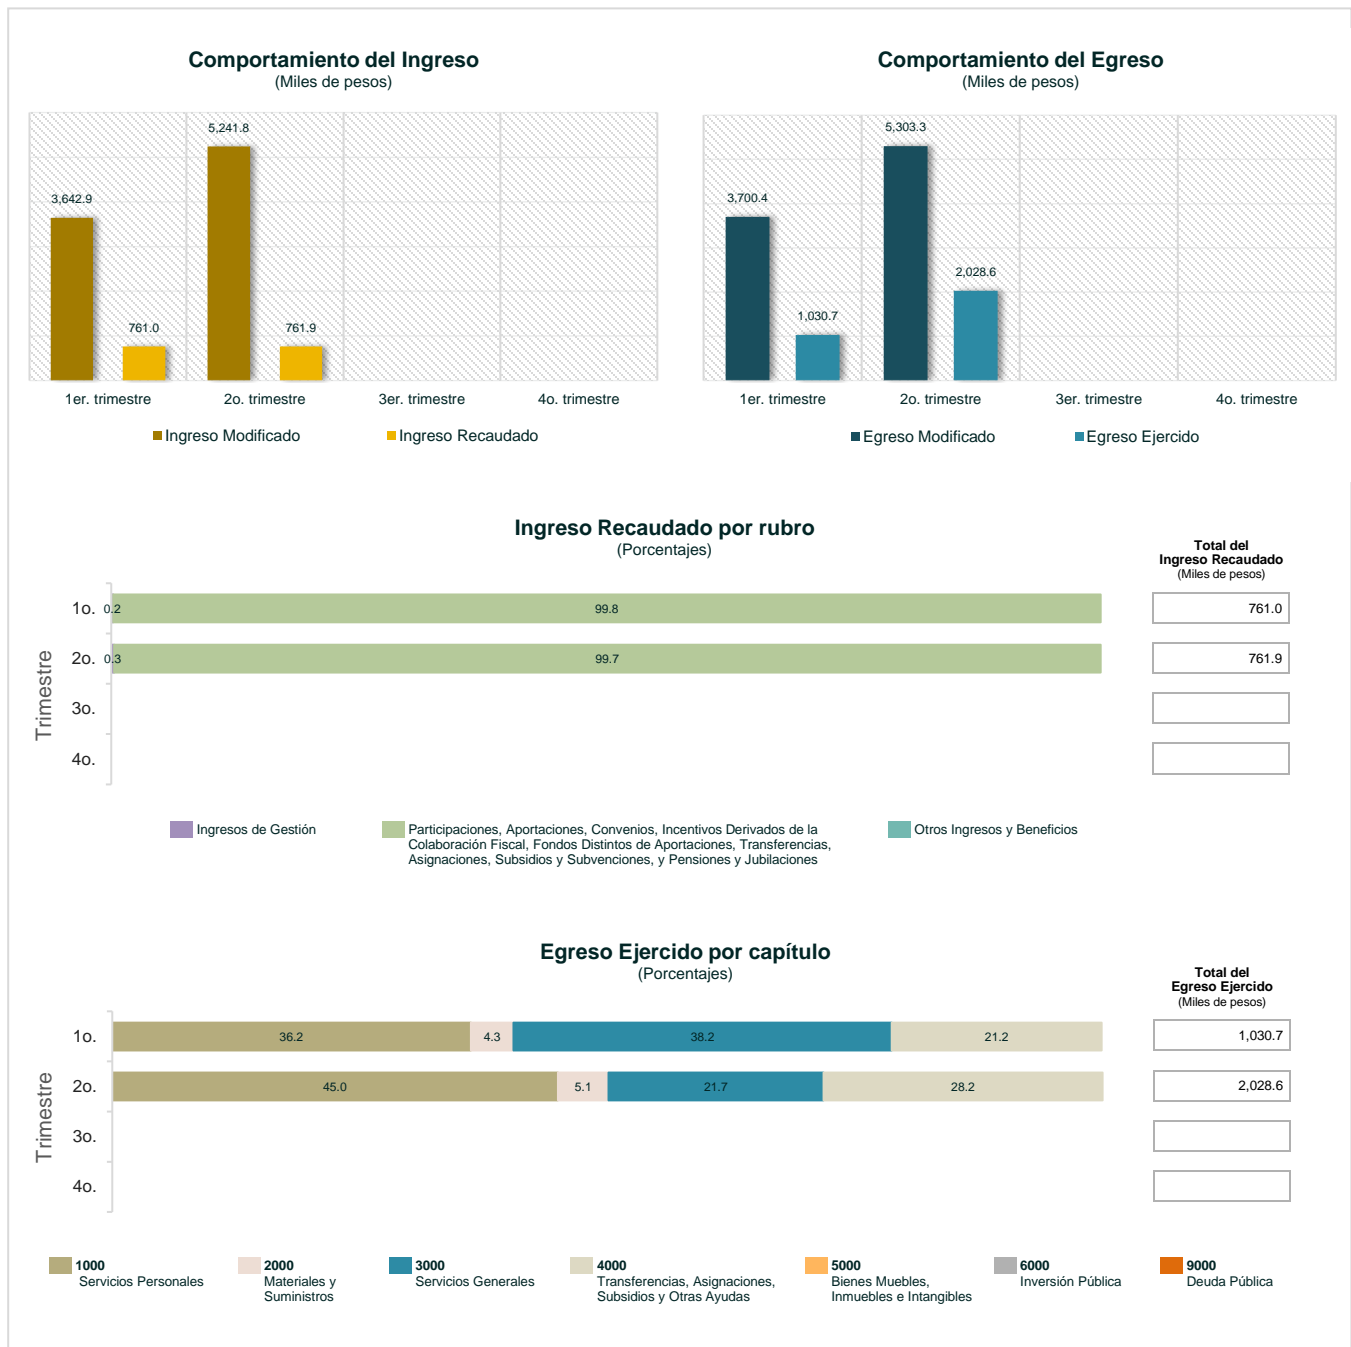 Comportamiento del Ingreso
(Miles de pesos)
5,241.8
3,642.9
761.0
761.9
1er. trimestre
2o. trimestre
3er. trimestre
4o. trimestre
Ingreso Modificado
Ingreso Recaudado
Comportamiento del Egreso
(Miles de pesos)
5,303.3
3,700.4
2,028.6
1,030.7
1er. trimestre
2o. trimestre
3er. trimestre
4o. trimestre
Egreso Modificado
Egreso Ejercido
Ingreso Recaudado por rubro
(Porcentajes)
Total del
Ingreso Recaudado
(Miles de pesos)
Trimestre
1o.
0.2
99.8
761.0
2o.
0.3
99.7
761.9
3o.
4o.
Ingresos de Gestión
Participaciones, Aportaciones, Convenios, Incentivos Derivados de la
Colaboración Fiscal, Fondos Distintos de Aportaciones, Transferencias,
Asignaciones, Subsidios y Subvenciones, y Pensiones y Jubilaciones
Otros Ingresos y Beneficios
Egreso Ejercido por capítulo
(Porcentajes)
Total del
Egreso Ejercido
(Miles de pesos)
Trimestre
1o.
36.2
4.3
38.2
21.2
1,030.7
2o.
45.0
5.1
21.7
28.2
2,028.6
3o.
4o.
1000
Servicios Personales
2000
Materiales y
Suministros
3000
Servicios Generales
4000
Transferencias, Asignaciones,
Subsidios y Otras Ayudas
5000
Bienes Muebles,
Inmuebles e Intangibles
6000
Inversión Pública
9000
Deuda Pública